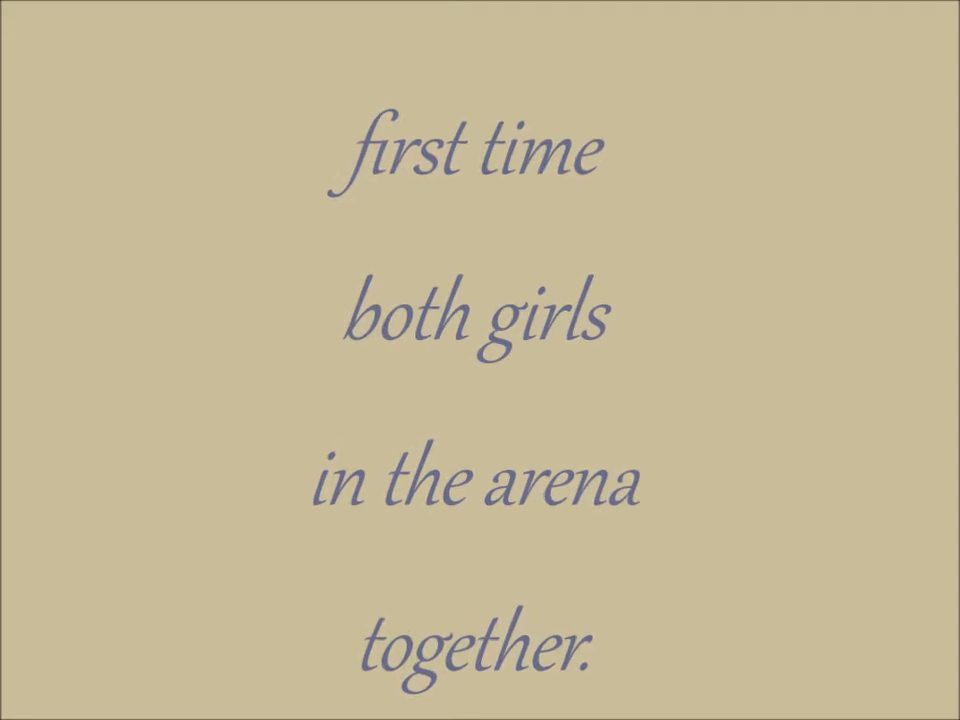 first time
both girls
in the arena
together.